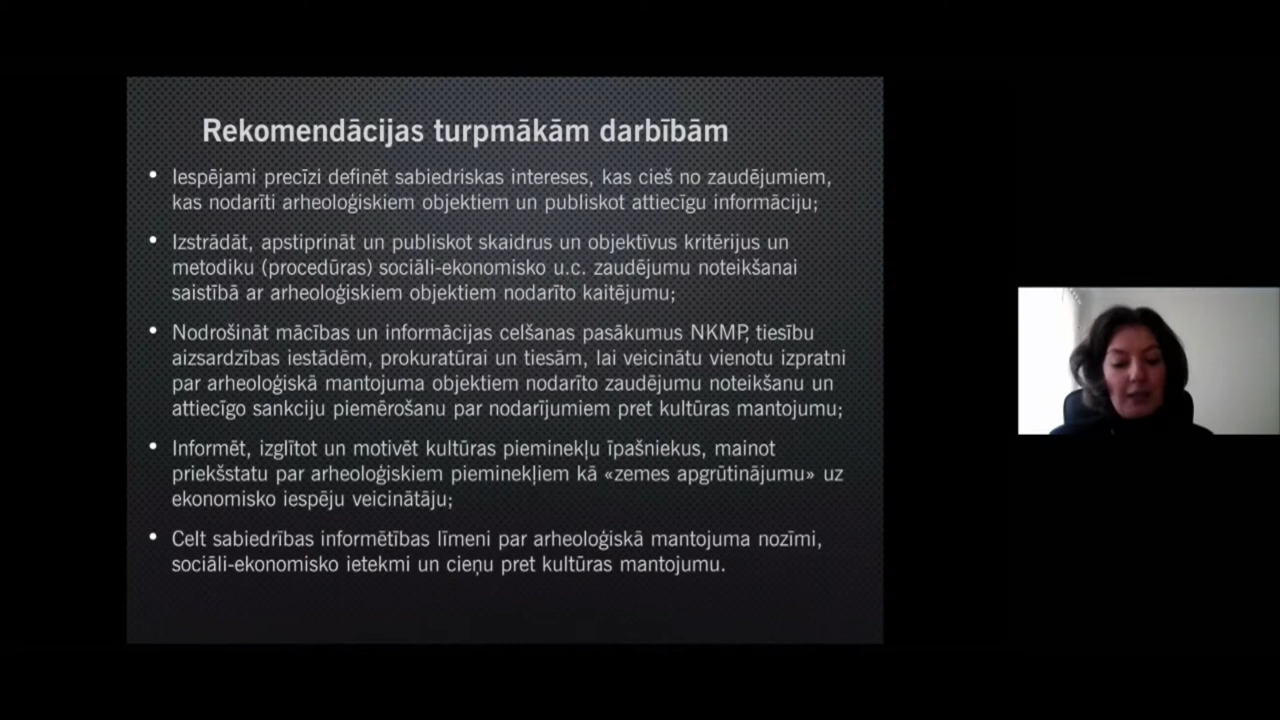 Rekomendācijas turpmākām darbībām
• Iespējami precīzi definēt sabiedriskas intereses, kas cieš no zaudējumiem,
kas nodarīti arheoloģiskiem objektiem un publiskot attiecīgu informāciju;
• Izstrādāt, apstiprināt un publiskot skaidrus un objektīvus kritērijus un
metodiku (procedūras) sociāli-ekonomisko u.c. zaudējumu noteikšanai
saistībā ar arheoloģiskiem objektiem nodarīto kaitējumu;
• Nodrošināt mācības un informācijas celšanas pasākumus NKMP, tiesību
aizsardzības iestādēm, prokuratūrai un tiesām, lai veicinātu vienotu izpratni
par arheoloģiskā mantojuma objektiem nodarīto zaudējumu noteikšanu un
attiecīgo sankciju piemērošanu par nodarījumiem pret kultūras mantojumu;
• Informēt, izglītot un motivēt kultūras pieminekļu īpašniekus, mainot
priekšstatu par arheoloģiskiem pieminekļiem kā «zemes apgrūtinājumu» uz
ekonomisko iespēju veicinātāju;
• Celt sabiedrības informētības līmeni par arheoloģiskā mantojuma nozīmi,
sociāli-ekonomisko ietekmi un cieņu pret kultūras mantojumu.